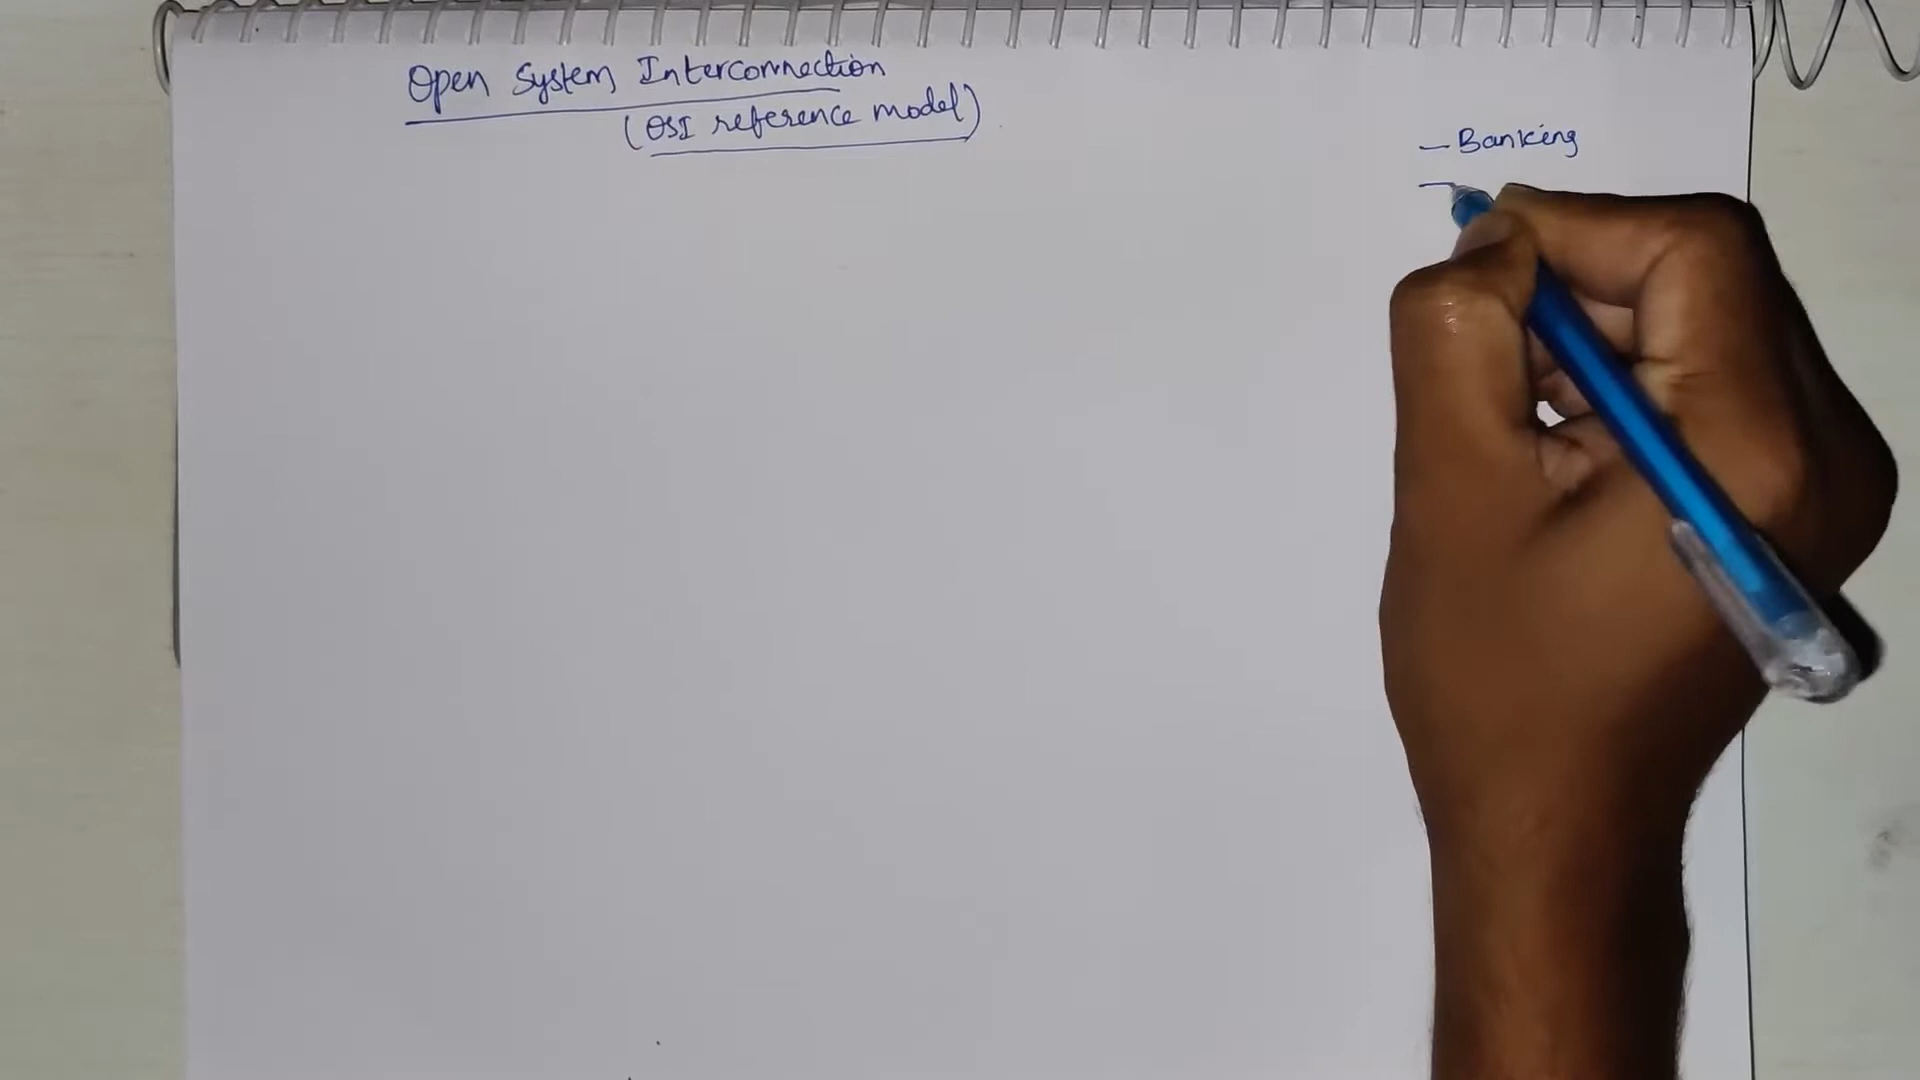 Open System Interconnection
(OSI reference model)
– Banking
–